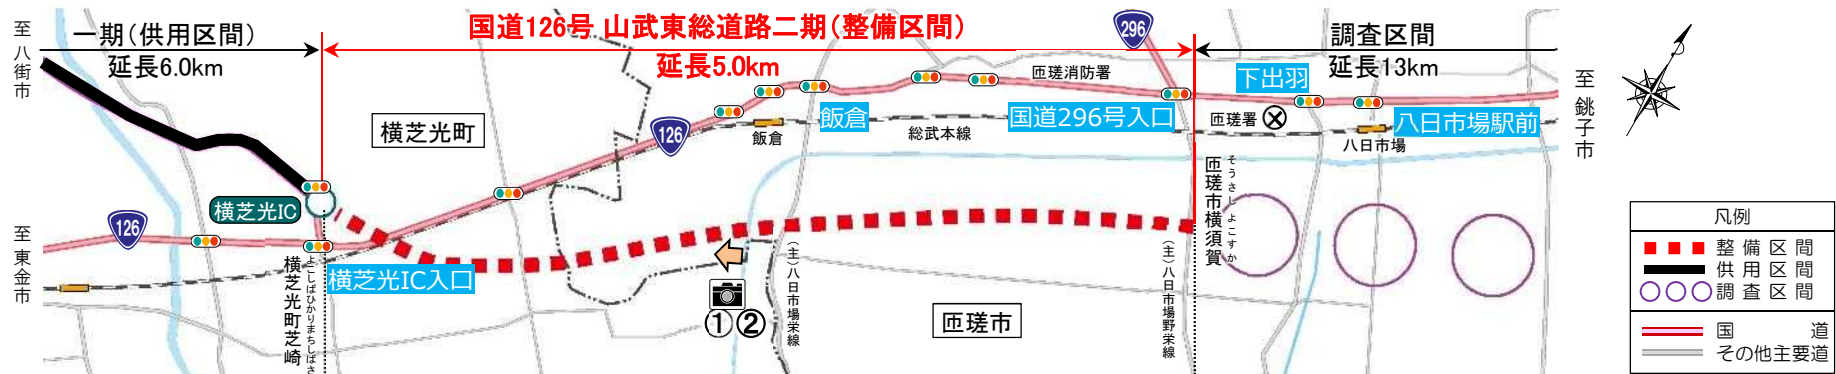 至八街市
一期(供用区間)
延長6.0km
国道126号 山武東総道路二期(整備区間)
延長5.0km
296
調査区間
延長13km
至銚子市
横芝光町
126
飯倉
飯倉
総武本線
匝瑳消防署
国道296号入口
下出羽
匝瑳署
八日市場駅前
八日市場
横芝光IC
126
至東金市
横芝光町芝崎
よこしばひかりまちしばさき
横芝光IC入口
①②
(主)八日市場栄線
匝瑳市
(主)八日市場野栄線
匝瑳市横須賀
そうさし よこすか
凡例
整備区間
供用区間
調査区間
国道
その他主要道